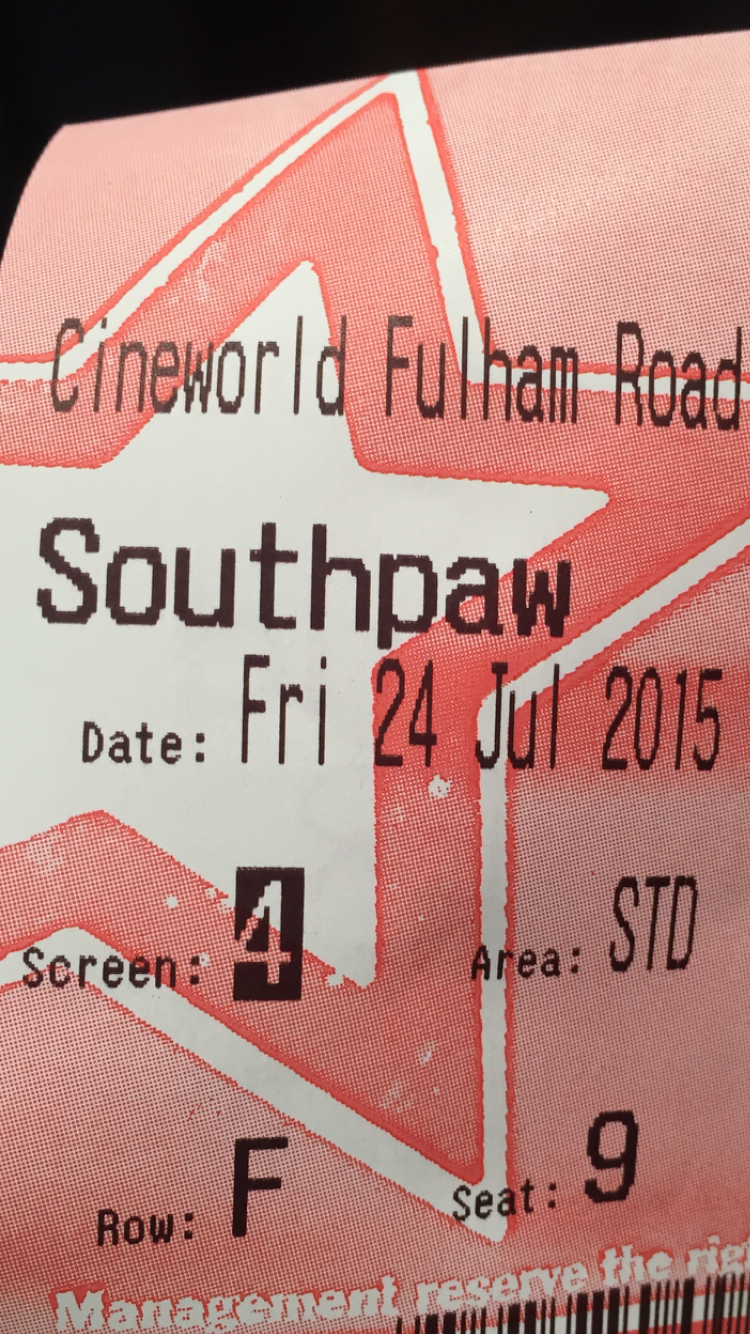 Cineworld Fulham Road
Southpaw
Date: Fri 24 Jul 2015
Screen: 4 Area: STD
Row: F Seat: 9
Management reserve the